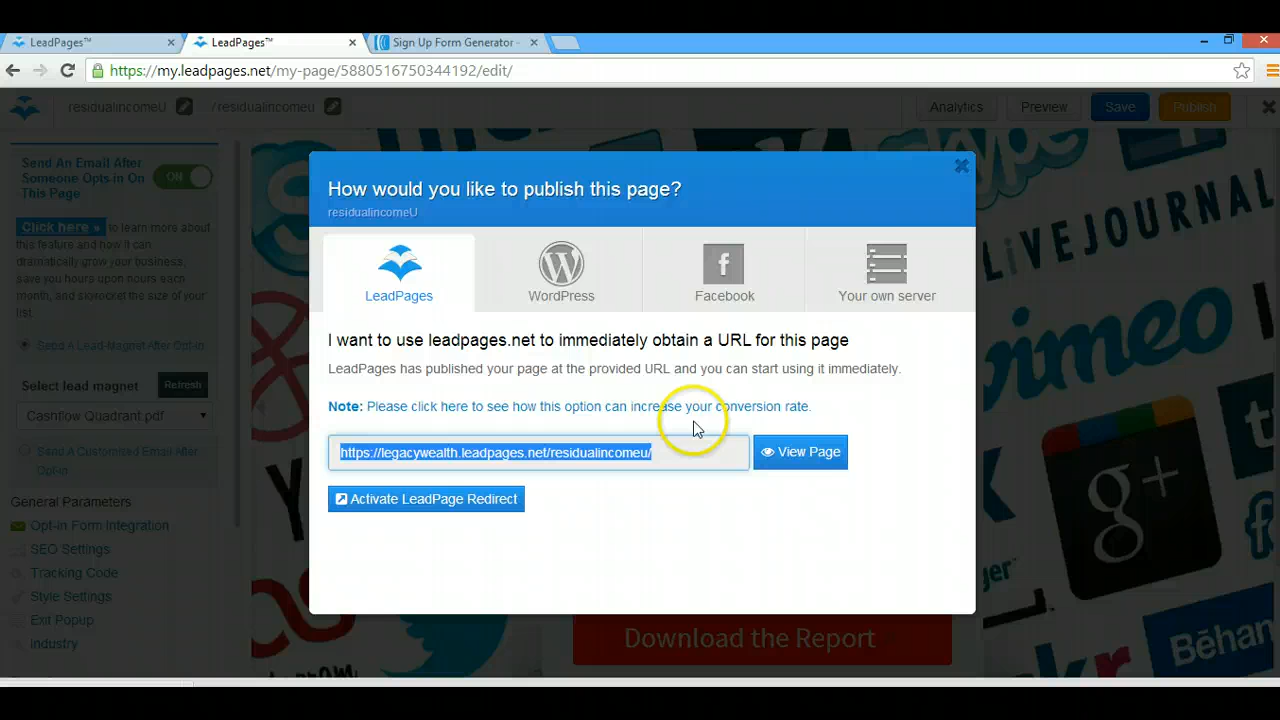 LeadPages™
LeadPages™
Sign Up Form Generator -
https://my.leadpages.net/my-page/5880516750344192/edit/
residualincomeU
/residualincomeu
Analytics
Preview
Save
Publish
Send An Email After
Someone Opts-in On
This Page
ON
Click here » to learn more about
this feature and how it can
dramatically grow your business,
save you hours upon hours each
month, and skyrocket the size of your
list.
Send A Lead-Magnet After Opt-In
Select lead magnet
Refresh
Cashflow Quadrant.pdf
Send A Customised Email After
Opt-in
General Parameters
Opt-in Form Integration
SEO Settings
Tracking Code
Style Settings
Exit Popup
Industry
How would you like to publish this page?
residualincomeU
LeadPages
WordPress
Facebook
Your own server
I want to use leadpages.net to immediately obtain a URL for this page
LeadPages has published your page at the provided URL and you can start using it immediately.
Note: Please click here to see how this option can increase your conversion rate.
https://legacywealth.leadpages.net/residualincomeu/
View Page
Activate LeadPage Redirect
Download the Report
LIVEJOURNAL
vimeo
g+
Bēhan